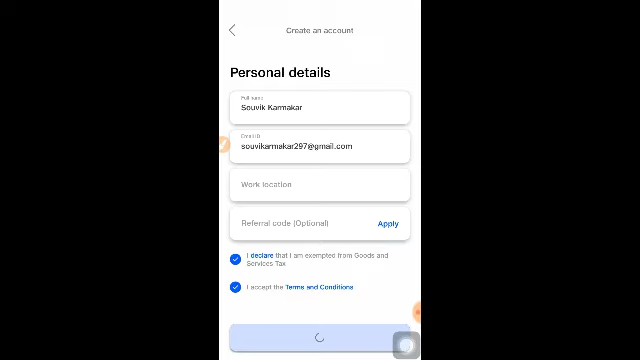 Create an account
Personal details
Full name
Souvik Karmakar
Email ID
souvikarmakar297@gmail.com
Work location
Referral code (Optional) Apply
I declare that I am exempted from Goods and
Services Tax
I accept the Terms and Conditions